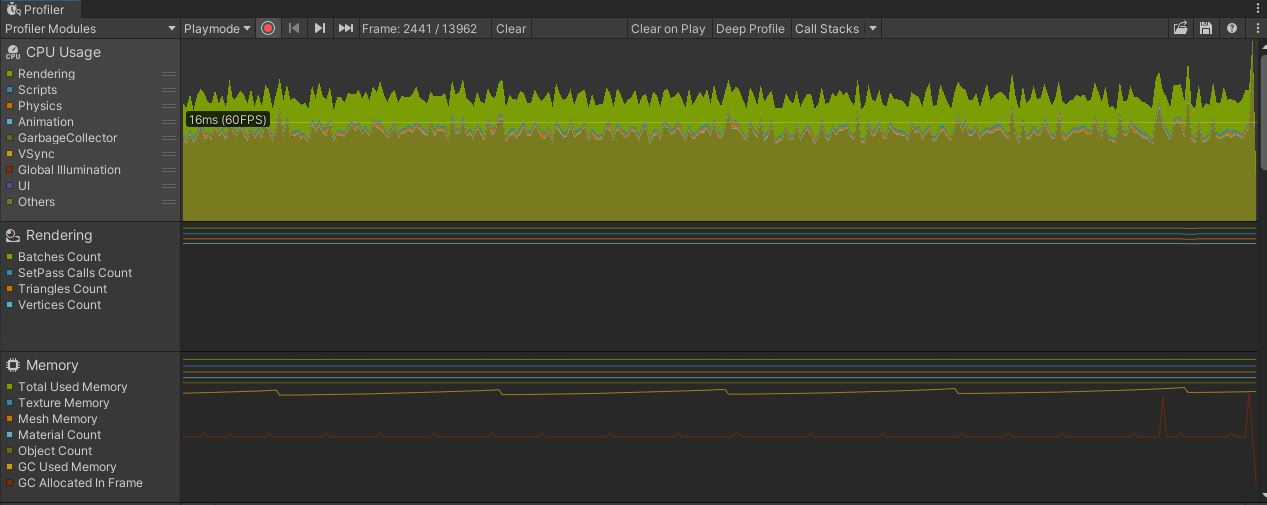 Profiler
Profiler Modules Playmode Frame: 2441 / 13962 Clear Clear on Play Deep Profile Call Stacks
CPU CPU Usage
Rendering
Scripts
Physics
Animation
GarbageCollector
VSync
Global Illumination
UI
Others
16ms (60FPS)
Rendering
Batches Count
SetPass Calls Count
Triangles Count
Vertices Count
Memory
Total Used Memory
Texture Memory
Mesh Memory
Material Count
Object Count
GC Used Memory
GC Allocated In Frame